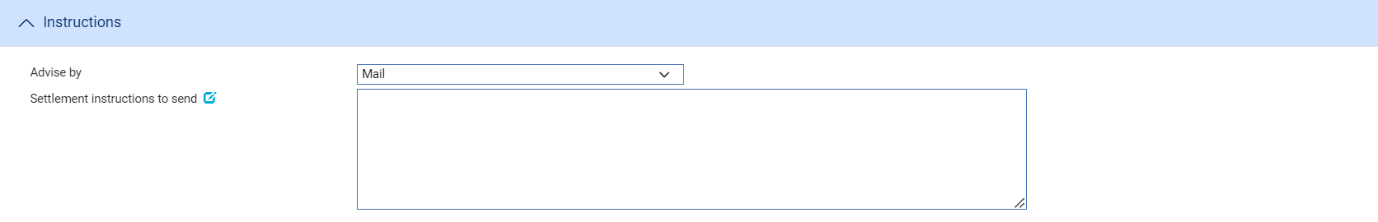 Instructions
Advise by
Mail
Settlement instructions to send